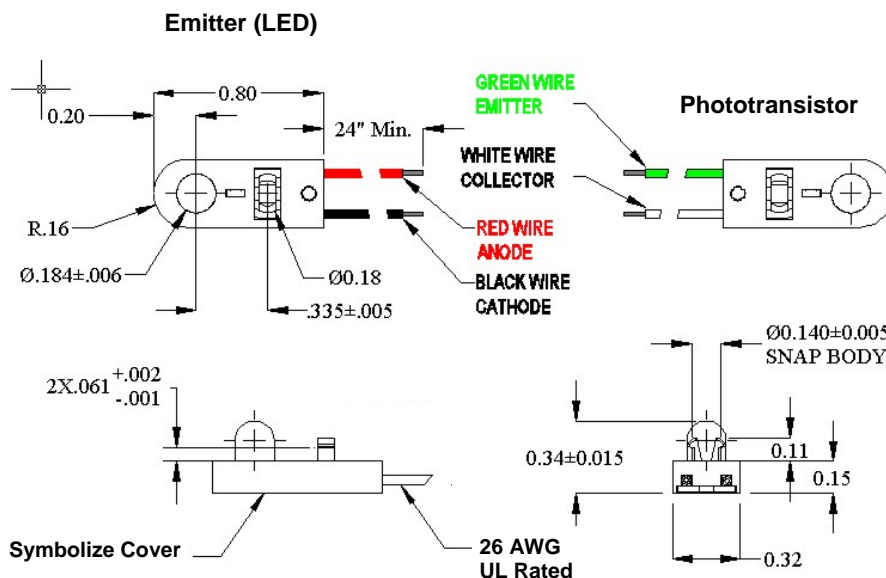 Emitter (LED)
0.80
0.20
24" Min.
GREEN WIRE
EMITTER
Phototransistor
WHITE WIRE
COLLECTOR
R.16
RED WIRE
ANODE
Ø.184±.006
Ø0.18
BLACK WIRE
CATHODE
.335±.005
Ø0.140±0.005
SNAP BODY
2X.061 +.002
-.001
0.34±0.015
0.11
0.15
Symbolize Cover
26 AWG
UL Rated
0.32